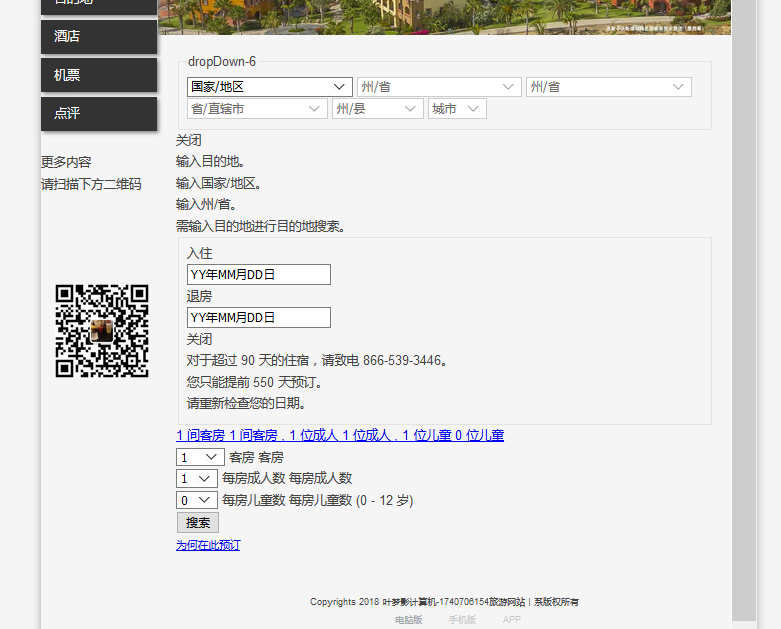 目的地
酒店
机票
点评
更多内容
请扫描下方二维码
dropDown-6
国家/地区 州/省 州/省
省/直辖市 州/县 城市
关闭
输入目的地。
输入国家/地区。
输入州/省。
需输入目的地进行目的地搜索。
入住
YY年MM月DD日
退房
YY年MM月DD日
关闭
对于超过 90 天的住宿，请致电 866-539-3446。
您只能提前 550 天预订。
请重新检查您的日期。
1 间客房 1 间客房，1 位成人 1 位成人，1 位儿童 0 位儿童
1 客房 客房
1 每房成人数 每房成人数
0 每房儿童数 每房儿童数 (0 - 12 岁)
搜索
为何在此预订
Copyrights 2018 叶梦影计算机-1740706154旅游网站 | 系版权所有
电脑版 手机版 APP